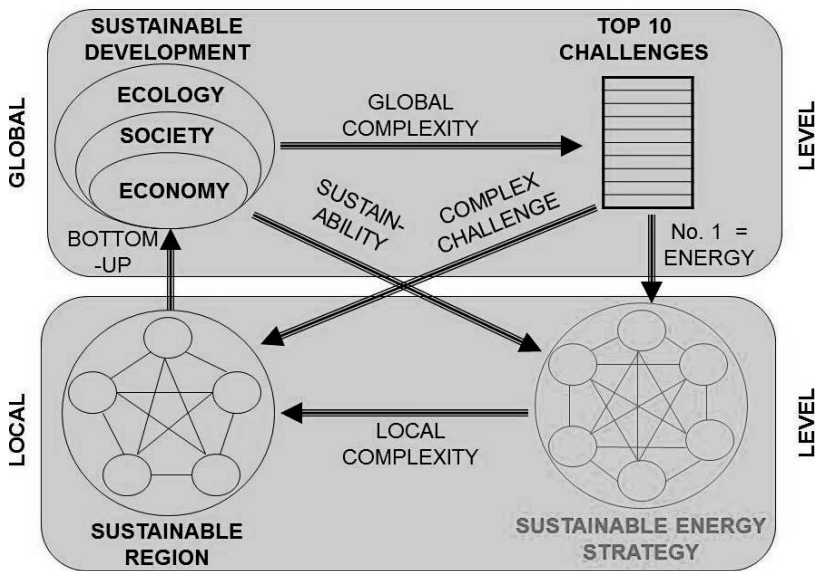 SUSTAINABLE
DEVELOPMENT
TOP 10
CHALLENGES
ECOLOGY
SOCIETY
ECONOMY
GLOBAL
COMPLEXITY
GLOBAL
LEVEL
SUSTAIN-
ABILITY
COMPLEX
CHALLENGE
BOTTOM
-UP
No. 1 =
ENERGY
LOCAL
LEVEL
LOCAL
COMPLEXITY
SUSTAINABLE
REGION
SUSTAINABLE ENERGY
STRATEGY